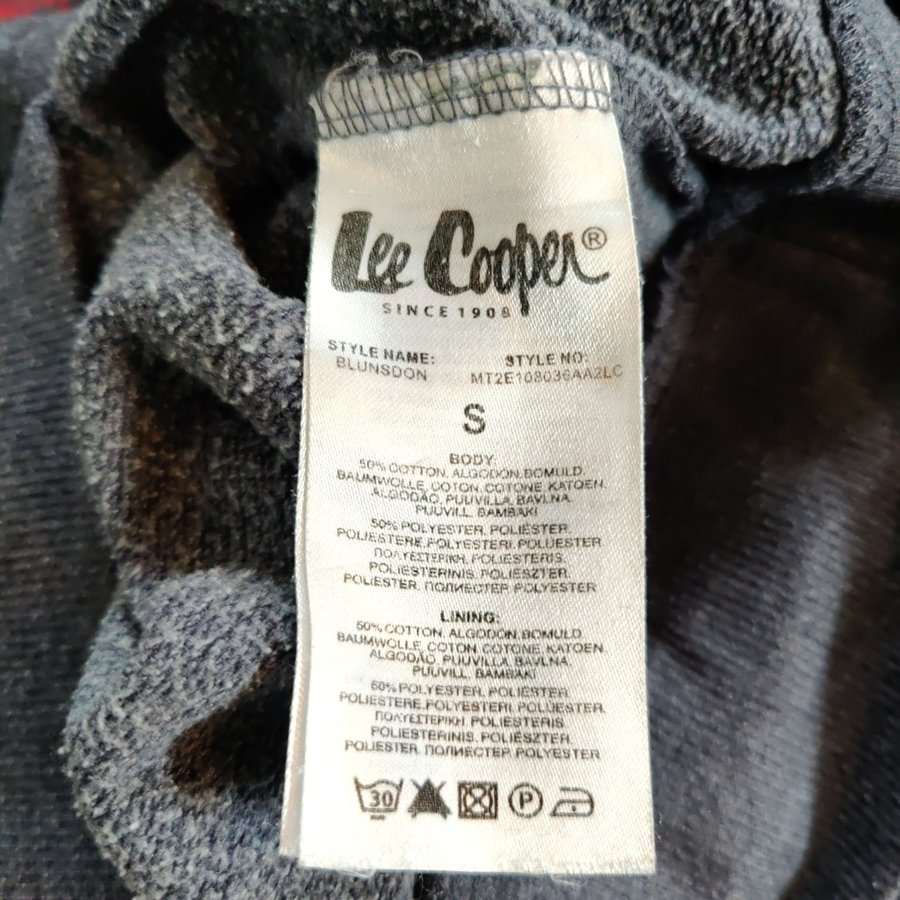 Lee Cooper®
SINCE 1908
STYLE NAME: STYLE NO:
BLUNSDON MT2E108036AA2LC
S
BODY
50% COTTON. ALGODON. BOMULD.
BAUMWOLLE. COTON. COTONE. KATOEN.
ALGODÃO. PUUVILLA. BAVLNA.
PUUVILL. BAMBAKI
50% POLYESTER. POLIÉSTER.
POLIESTERE. POLYESTERI. POLUESTER
ΠΟΛΥΕΣΤΕΡΙΚΗ. POLIESTERIS.
POLIESTERINIS. POLIÉSZTER.
POLIESTER. ПОЛИЕСТЕР. POLYESTER
LINING:
50% COTTON. ALGODON. BOMULD.
BAUMWOLLE. COTON. COTONE. KATOEN.
ALGODÃO. PUUVILLA. BAVLNA.
PUUVILL. BAMBAKI
POLYESTER. POLIÉSTER.
POLIESTERE. POLYESTERI. POLUESTER
ΠΟΛΥΕΣΤΕΡΙΚΗ. POLIESTERIS.
POLIESTERINIS. POLIÉSZTER.
POLIESTER. ПОЛИЕСТЕР. POLYESTER
30 P